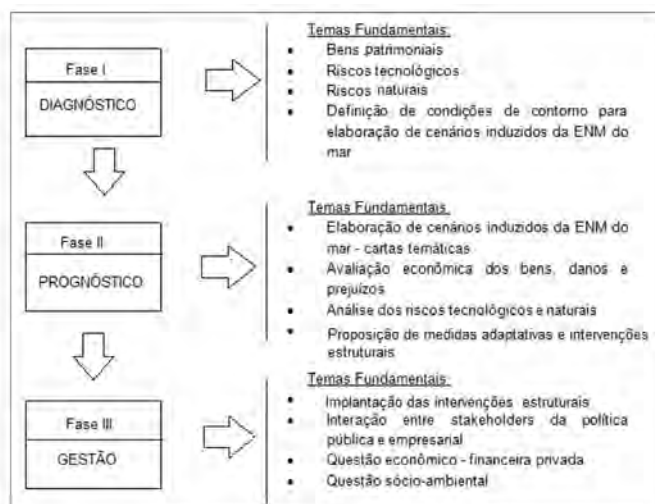 Fase I
DIAGNÓSTICO
Temas Fundamentais:
• Bens patrimoniais
• Riscos tecnológicos
• Riscos naturais
• Definição de condições de contorno para
elaboração de cenários induzidos da ENM do
mar
Fase II
PROGNÓSTICO
Temas Fundamentais:
• Elaboração de cenários induzidos da ENM do
mar - cartas temáticas
• Avaliação econômica dos bens, danos e
prejuízos
• Análise dos riscos tecnológicos e naturais
• Proposição de medidas adaptativas e intervenções
estruturais
Fase III
GESTÃO
Temas Fundamentais:
• Implantação das intervenções estruturais
• Interação entre stakeholders da política
pública e empresarial
• Questão econômico - financeira privada
• Questão sócio-ambiental